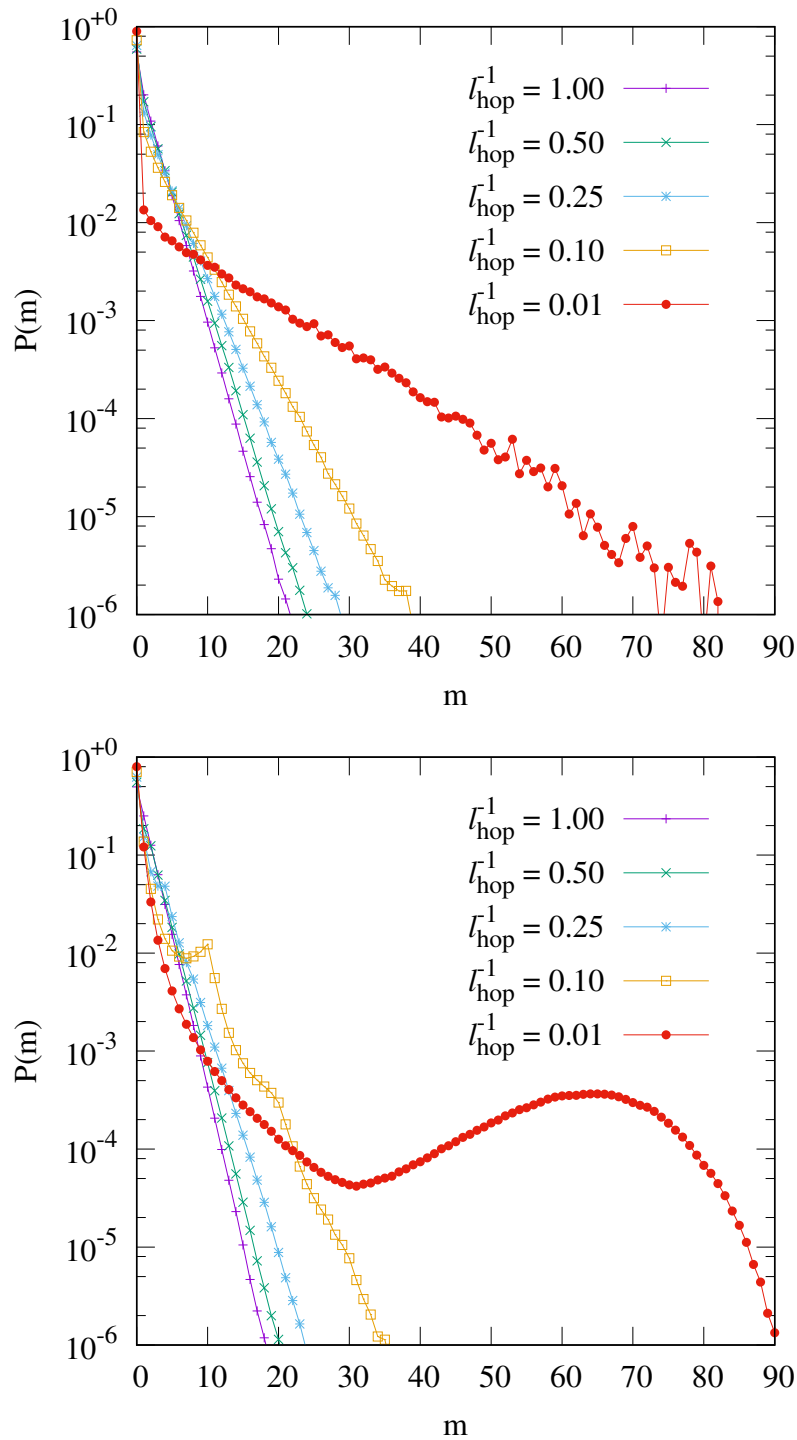 10^0
10^-1
10^-2
10^-3
10^-4
10^-5
10^-6
P(m)
l_hop^-1 = 1.00
l_hop^-1 = 0.50
l_hop^-1 = 0.25
l_hop^-1 = 0.10
l_hop^-1 = 0.01
0 10 20 30 40 50 60 70 80 90
m
10^0
10^-1
10^-2
10^-3
10^-4
10^-5
10^-6
P(m)
l_hop^-1 = 1.00
l_hop^-1 = 0.50
l_hop^-1 = 0.25
l_hop^-1 = 0.10
l_hop^-1 = 0.01
0 10 20 30 40 50 60 70 80 90
m